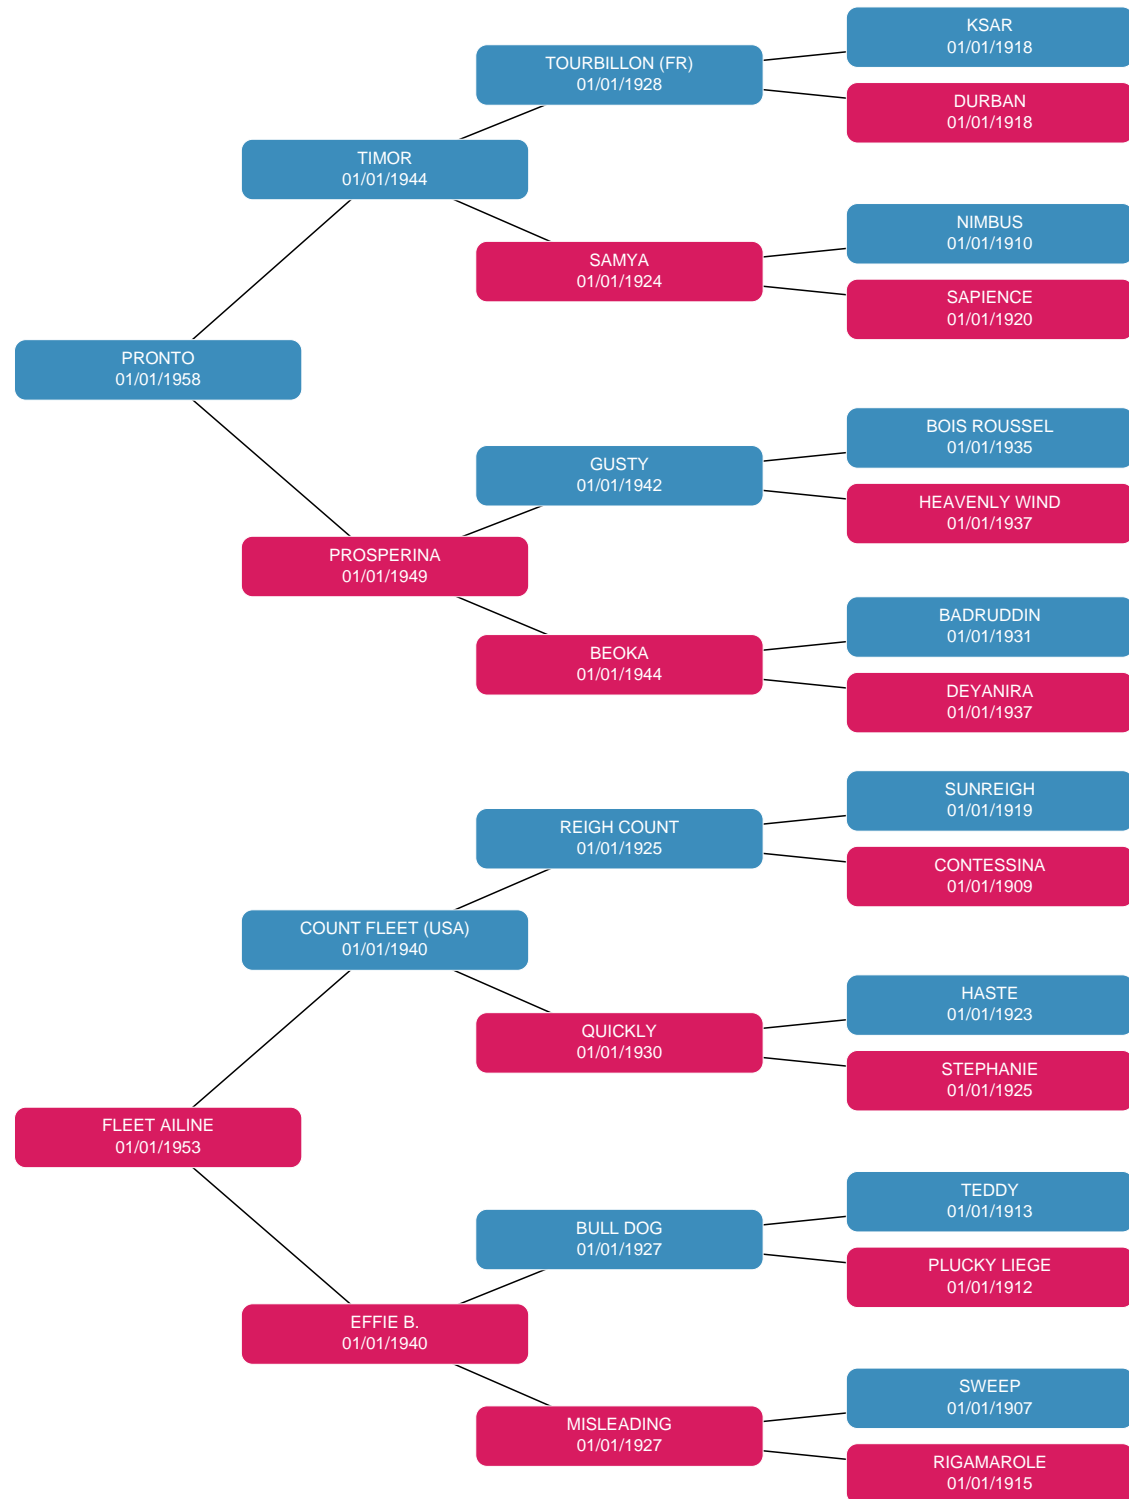 KSAR
01/01/1918
TOURBILLON (FR)
01/01/1928
DURBAN
01/01/1918
TIMOR
01/01/1944
NIMBUS
01/01/1910
SAMYA
01/01/1924
SAPIENCE
01/01/1920
PRONTO
01/01/1958
BOIS ROUSSEL
01/01/1935
GUSTY
01/01/1942
HEAVENLY WIND
01/01/1937
PROSPERINA
01/01/1949
BADRUDDIN
01/01/1931
BEOKA
01/01/1944
DEYANIRA
01/01/1937
SUNREIGH
01/01/1919
REIGH COUNT
01/01/1925
CONTESSINA
01/01/1909
COUNT FLEET (USA)
01/01/1940
HASTE
01/01/1923
QUICKLY
01/01/1930
STEPHANIE
01/01/1925
FLEET AILINE
01/01/1953
TEDDY
01/01/1913
BULL DOG
01/01/1927
PLUCKY LIEGE
01/01/1912
EFFIE B.
01/01/1940
SWEEP
01/01/1907
MISLEADING
01/01/1927
RIGAMAROLE
01/01/1915